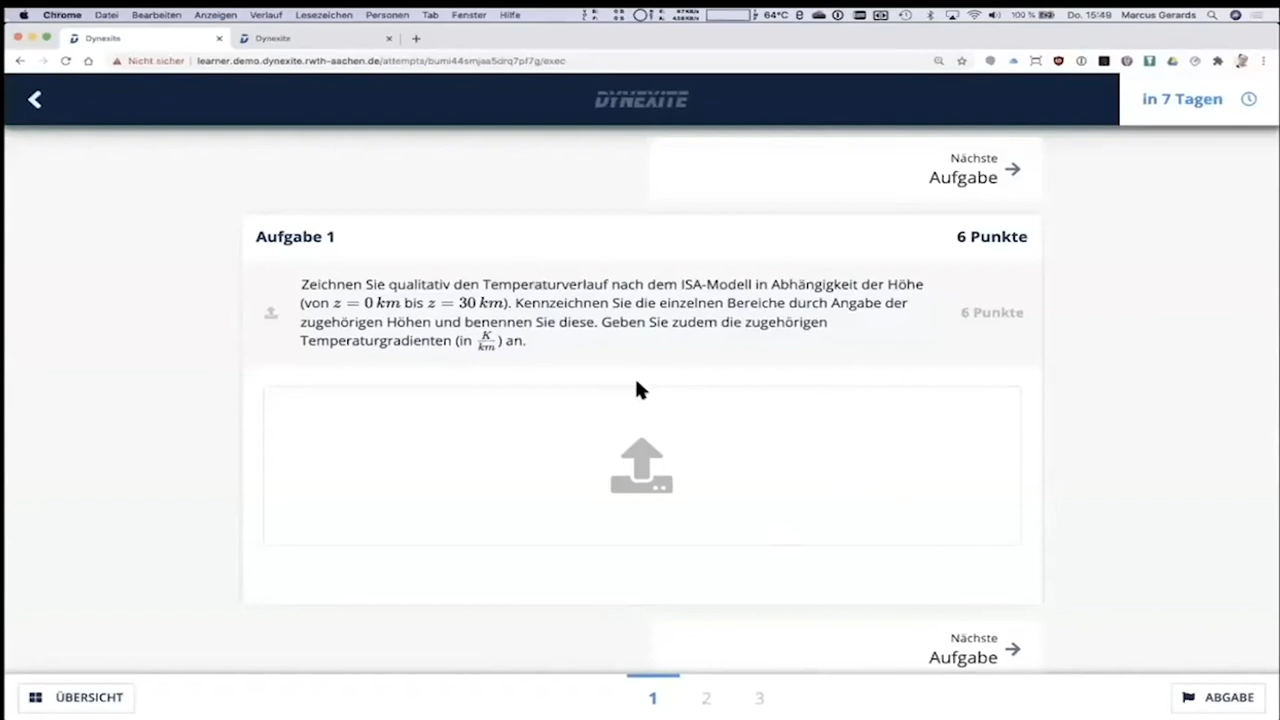 Chrome Datei Bearbeiten Anzeigen Verlauf Lesezeichen Personen Tab Fenster Hilfe 64°C 100 % Do. 15:49 Marcus Gerards
Dynexite
Dynexite
Nicht sicher | learner.demo.dynexite.rwth-aachen.de/attempts/bumi44smjaa5drq7pf7g/exec
DYNEXITE
in 7 Tagen
Nächste
Aufgabe
Aufgabe 1
6 Punkte
Zeichnen Sie qualitativ den Temperaturverlauf nach dem ISA-Modell in Abhängigkeit der Höhe
(von z = 0 km bis z = 30 km). Kennzeichnen Sie die einzelnen Bereiche durch Angabe der
zugehörigen Höhen und benennen Sie diese. Geben Sie zudem die zugehörigen
Temperaturgradienten (in K/km) an.
6 Punkte
Nächste
Aufgabe
ÜBERSICHT
1 2 3
ABGABE